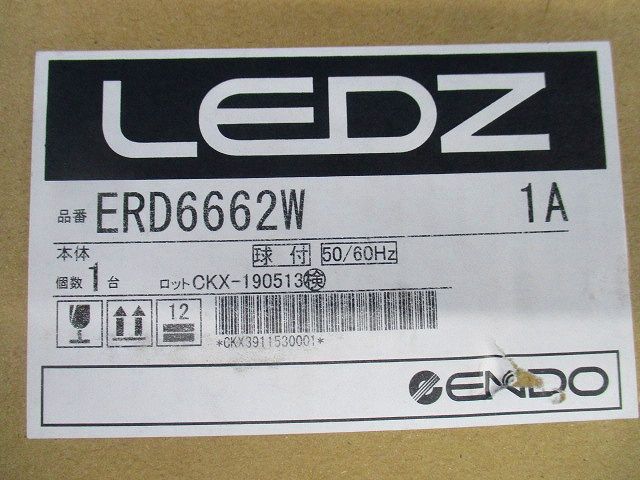 LEDZ
品番 ERD6662W 1A
本体 球付 50/60Hz
個数 1 台 ロット CKX-190513 検
12
*CKX3911530001*
ENDO